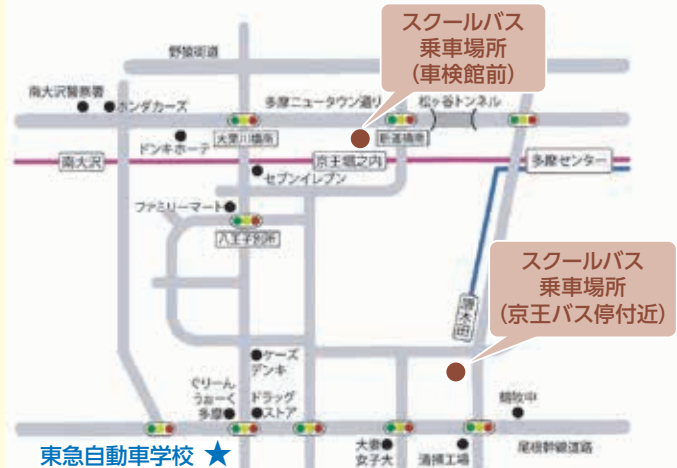 スクールバス
乗車場所
(車検館前)
野猿街道
南大沢警察署
ホンダカーズ
多摩ニュータウン通り
松ヶ谷トンネル
ドンキホーテ
大栗川橋南
新道橋南
南大沢
京王堀之内
多摩センター
セブンイレブン
ファミリーマート
八王子別所
スクールバス
乗車場所
(京王バス停付近)
唐木田
ケーズ
デンキ
ぐりーん
うぉーく
多摩
ドラッグ
ストア
鶴牧中
東急自動車学校
大妻
女子大
清掃工場
尾根幹線道路